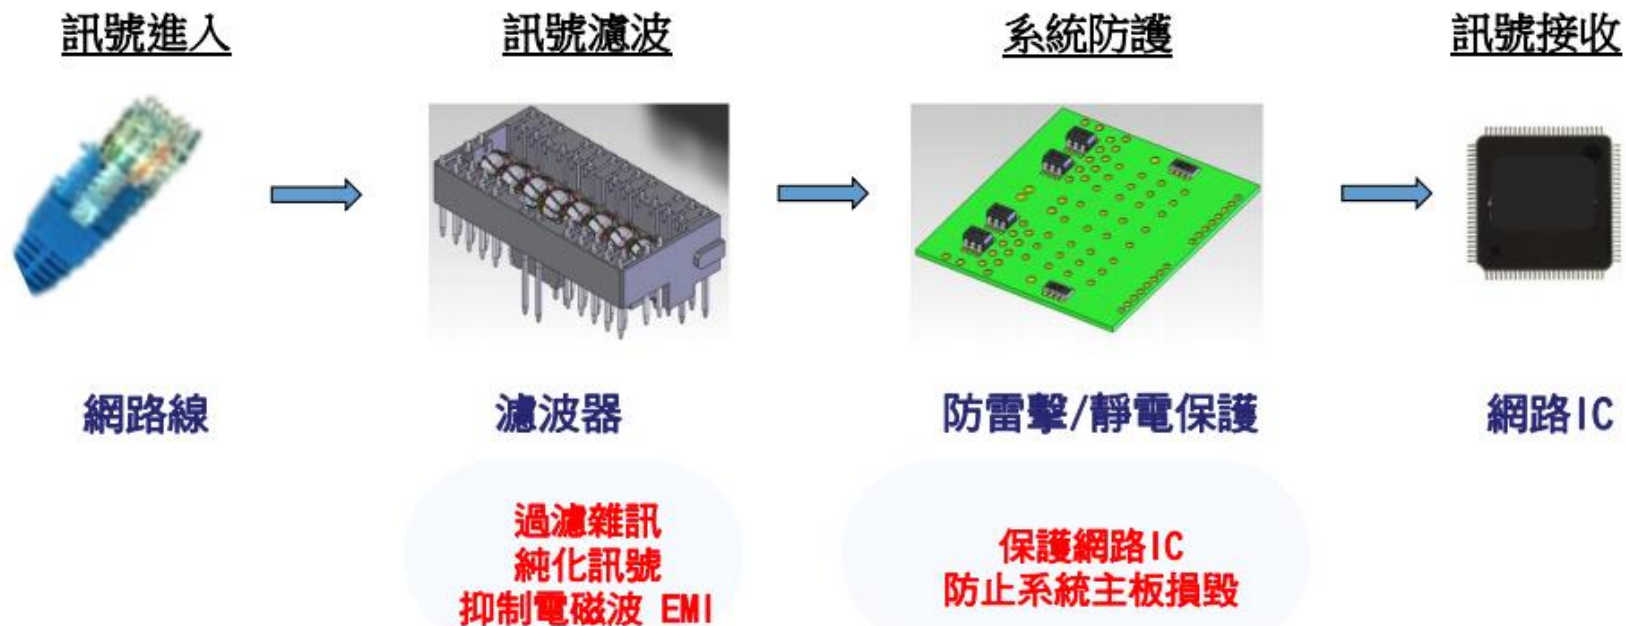 訊號進入
訊號濾波
系統防護
訊號接收
網路線
濾波器
防雷擊/靜電保護
網路IC
過濾雜訊
純化訊號
抑制電磁波 EMI
保護網路IC
防止系統主板損毀